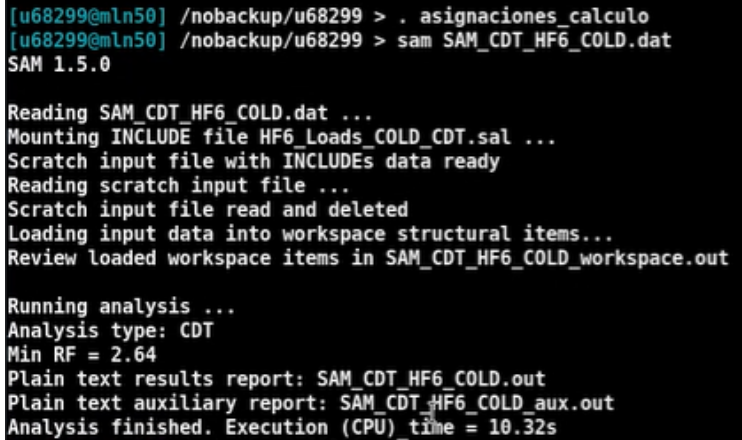 [u68299@mln50] /nobackup/u68299 > . asignaciones_calculo
[u68299@mln50] /nobackup/u68299 > sam SAM_CDT_HF6_COLD.dat
SAM 1.5.0
Reading SAM_CDT_HF6_COLD.dat ...
Mounting INCLUDE file HF6_Loads_COLD_CDT.sal ...
Scratch input file with INCLUDEs data ready
Reading scratch input file ...
Scratch input file read and deleted
Loading input data into workspace structural items...
Review loaded workspace items in SAM_CDT_HF6_COLD_workspace.out
Running analysis ...
Analysis type: CDT
Min RF = 2.64
Plain text results report: SAM_CDT_HF6_COLD.out
Plain text auxiliary report: SAM_CDT_HF6_COLD_aux.out
Analysis finished. Execution (CPU) time = 10.32s